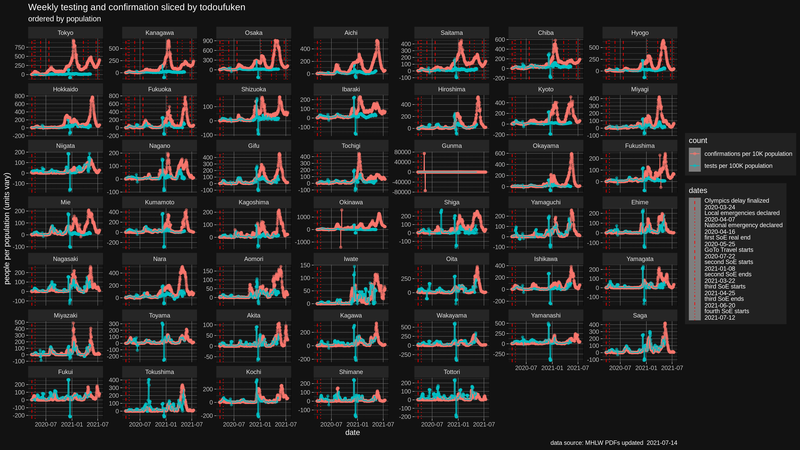 Weekly testing and confirmation sliced by todoufuken
ordered by population
Tokyo Kanagawa Osaka Aichi Saitama Chiba Hyogo
Hokkaido Fukuoka Shizuoka Ibaraki Hiroshima Kyoto Miyagi
Niigata Nagano Gifu Tochigi Gunma Okayama Fukushima
Mie Kumamoto Kagoshima Okinawa Shiga Yamaguchi Ehime
Nagasaki Nara Aomori Iwate Oita Ishikawa Yamagata
Miyazaki Toyama Akita Kagawa Wakayama Yamanashi Saga
Fukui Tokushima Kochi Shimane Tottori
2020-07 2021-01 2021-07
people per population (units vary)
date
count
confirmations per 10K population
tests per 100K population
dates
Olympics delay finalized
2020-03-24
Local emergencies declared
2020-04-07
National emergency declared
2020-04-16
first SoE real end
2020-05-25
GoTo Travel starts
2020-07-22
second SoE starts
2021-01-08
second SoE ends
2021-03-22
third SoE starts
2021-04-25
third SoE ends
2021-06-20
fourth SoE starts
2021-07-12
data source: MHLW PDFs updated 2021-07-14